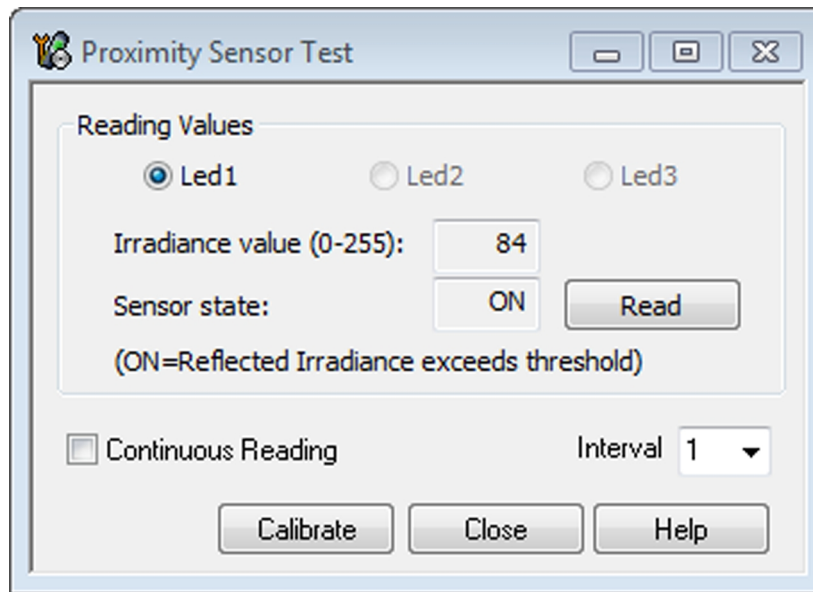 Proximity Sensor Test
Reading Values
Led1 Led2 Led3
Irradiance value (0-255): 84
Sensor state: ON Read
(ON=Reflected Irradiance exceeds threshold)
Continuous Reading Interval 1
Calibrate Close Help